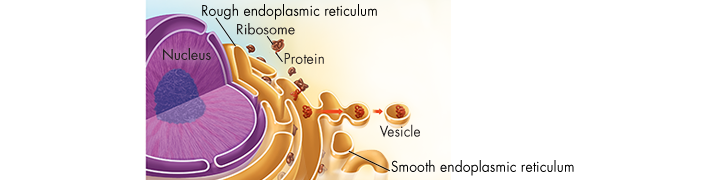 Rough endoplasmic reticulum
Ribosome
Nucleus
Protein
Vesicle
Smooth endoplasmic reticulum